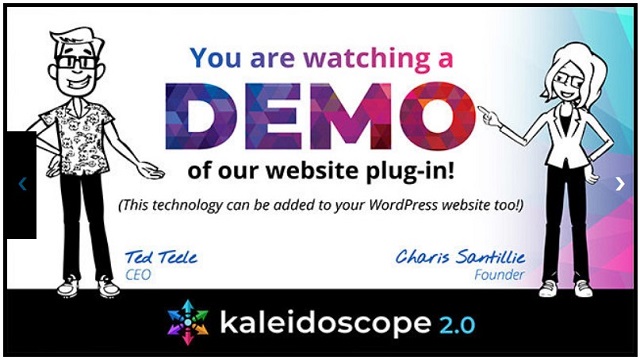 You are watching a
DEMO
of our website plug-in!
(This technology can be added to your WordPress website too!)
Ted Teele
CEO
Charis Santillie
Founder
kaleidoscope 2.0